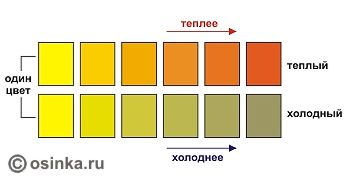 теплее
один
цвет
теплый
холодный
холоднее
© osinka.ru